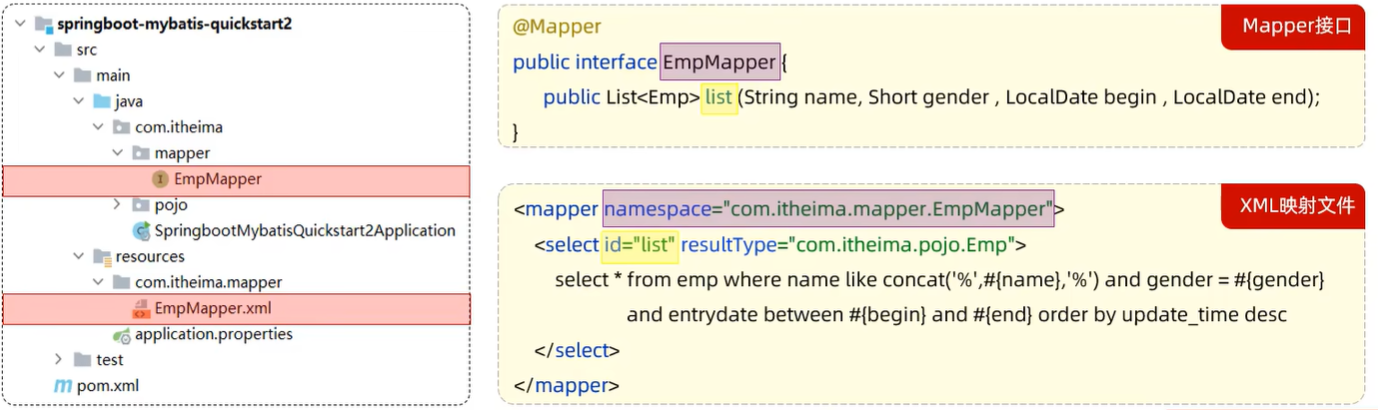 springboot-mybatis-quickstart2
src
main
java
com.itheima
mapper
EmpMapper
pojo
SpringbootMybatisQuickstart2Application
resources
com.itheima.mapper
EmpMapper.xml
application.properties
test
pom.xml
Mapper接口
@Mapper
public interface EmpMapper {
public List<Emp> list (String name, Short gender , LocalDate begin , LocalDate end);
}
XML映射文件
<mapper namespace="com.itheima.mapper.EmpMapper">
<select id="list" resultType="com.itheima.pojo.Emp">
select * from emp where name like concat('%',#{name},'%') and gender = #{gender}
and entrydate between #{begin} and #{end} order by update_time desc
</select>
</mapper>